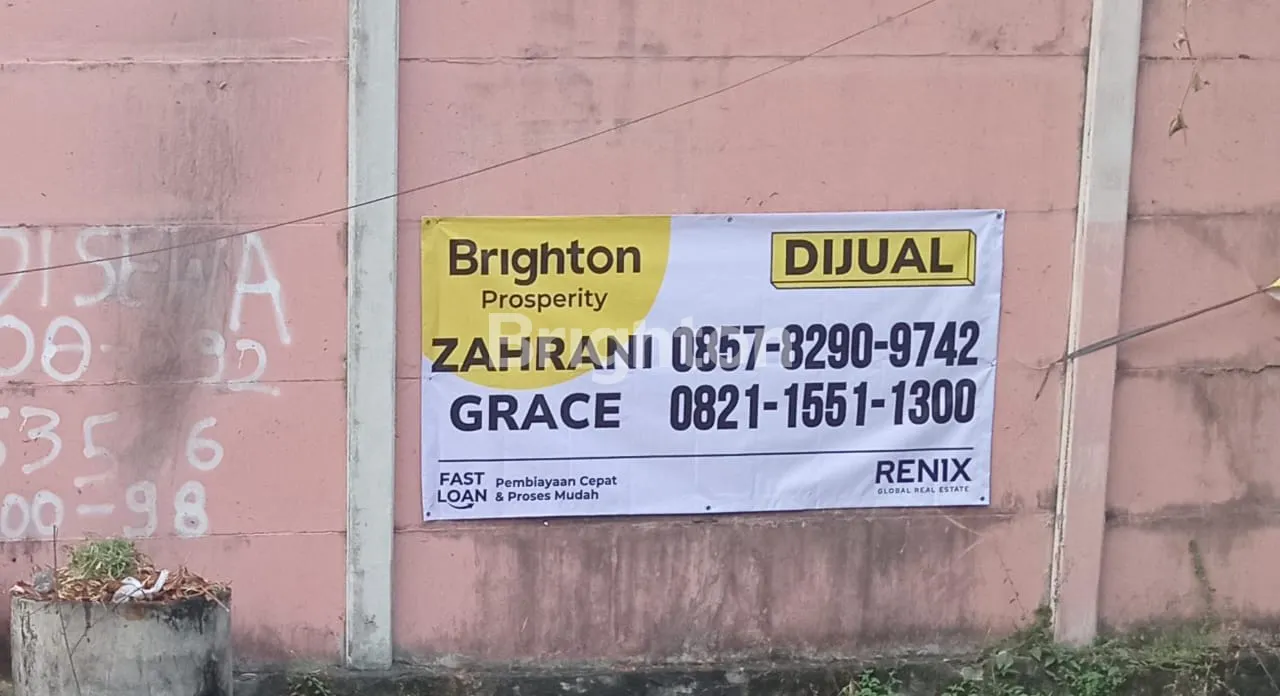 Brighton
Prosperity
DIJUAL
ZAHRANI 0857-8290-9742
GRACE 0821-1551-1300
FAST LOAN
Pembiayaan Cepat
& Proses Mudah
RENIX
GLOBAL REAL ESTATE
Brighton
DISEWA